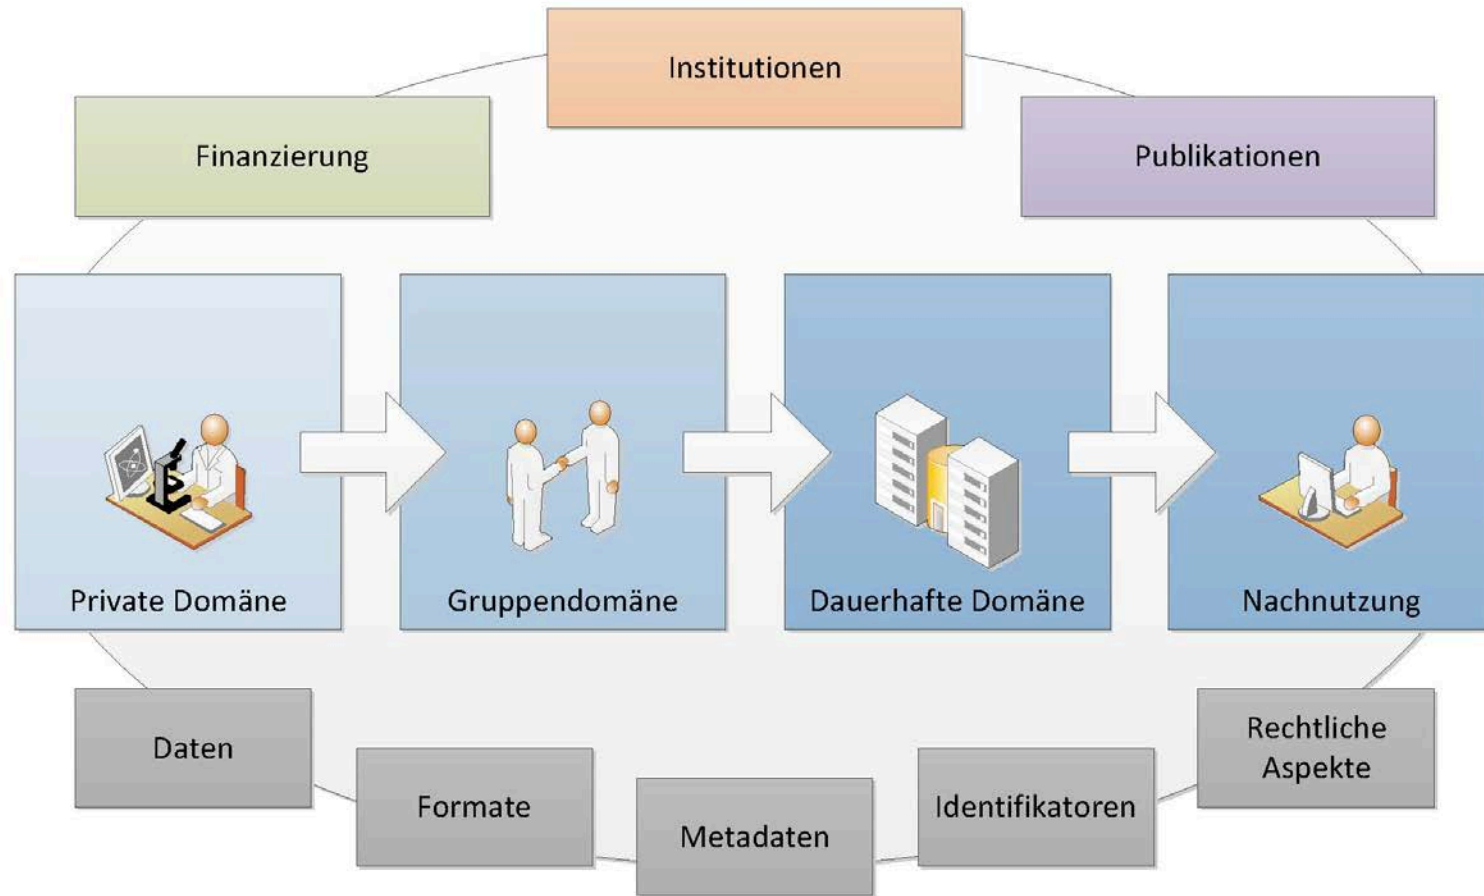 Institutionen
Finanzierung
Publikationen
Private Domäne
Gruppendomäne
Dauerhafte Domäne
Nachnutzung
Daten
Formate
Metadaten
Identifikatoren
Rechtliche
Aspekte